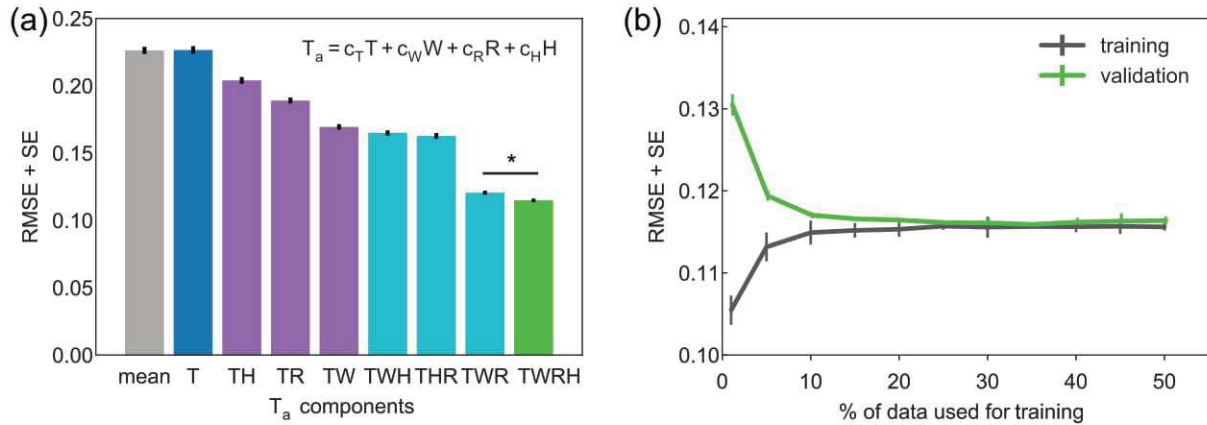 (a)
RMSE + SE
0.25
0.20
0.15
0.10
0.05
0.00
Tₐ = c_T T + c_W W + c_R R + c_H H
*
mean T TH TR TW TWH THR TWR TWRH
Tₐ components
(b)
RMSE + SE
0.14
0.13
0.12
0.11
0.10
training
validation
0 10 20 30 40 50
% of data used for training